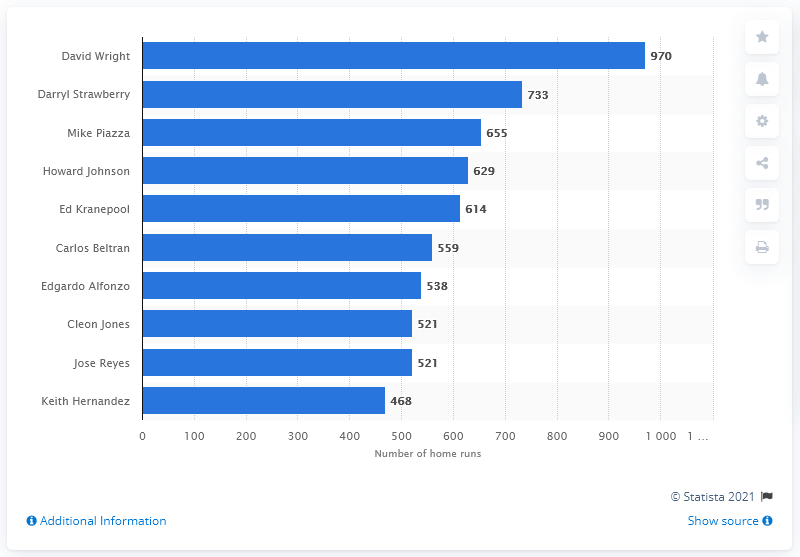 David Wright 970
Darryl Strawberry 733
Mike Piazza 655
Howard Johnson 629
Ed Kranepool 614
Carlos Beltran 559
Edgardo Alfonzo 538
Cleon Jones 521
Jose Reyes 521
Keith Hernandez 468
0 100 200 300 400 500 600 700 800 900 1 000 1 ...
Number of home runs
© Statista 2021
Additional Information Show source